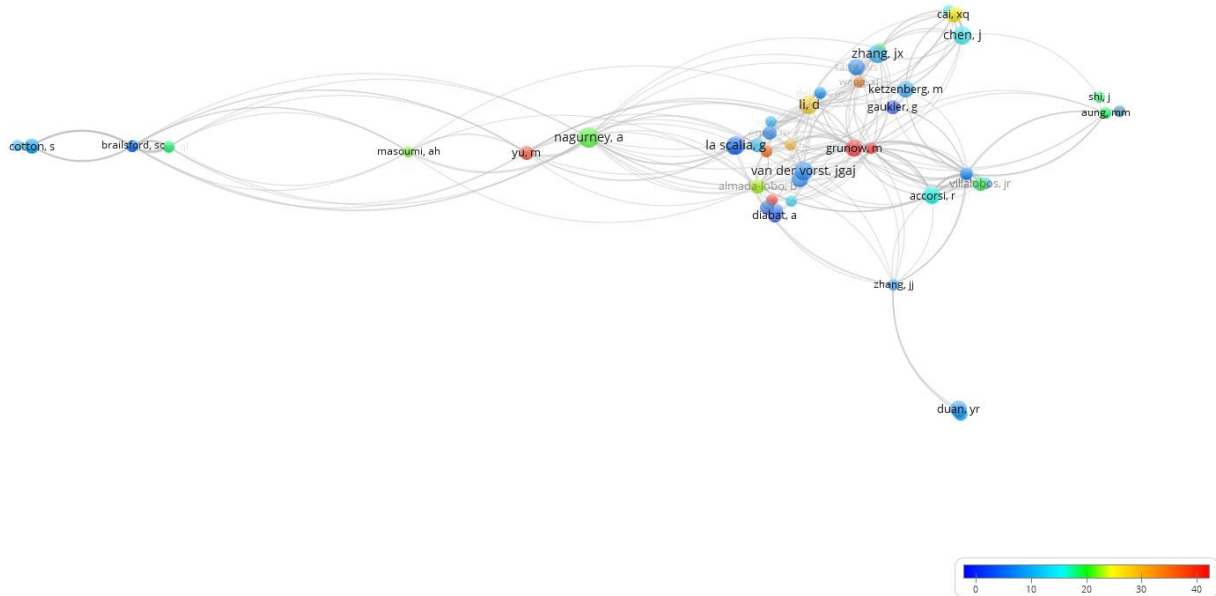 cai, xq
chen, j
zhang, jx
ketzenberg, m
li, d
gaukler, g
shi, j
aung, mm
cotton, s
brailsford, sc
masoumi, ah
yu, m
nagurney, a
la scalia, g
grunow, m
van der vorst, jgaj
almada-lobo, b
villalobos, jr
accorsi, r
diabat, a
zhang, jj
duan, yr
0 10 20 30 40